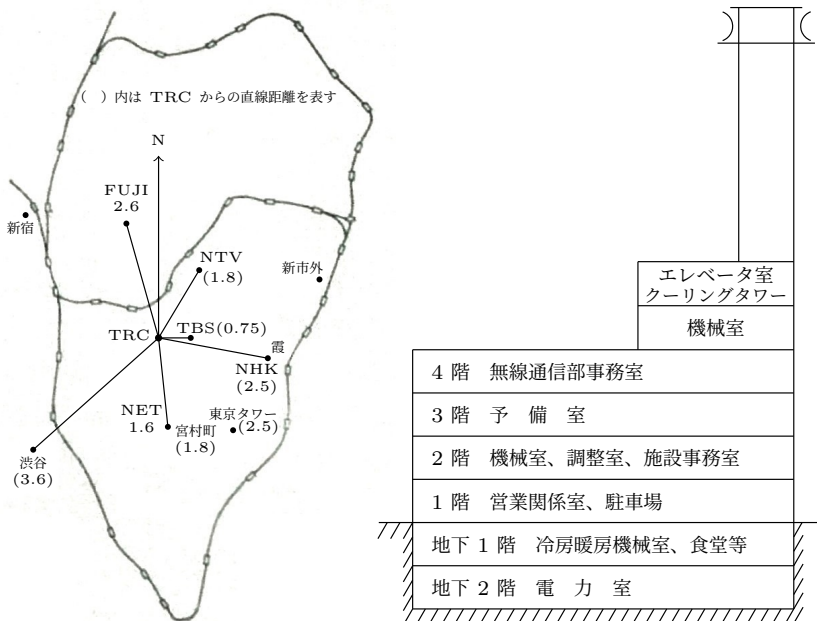 ( ) 内は TRC からの直線距離を表す
N
FUJI
2.6
新宿
NTV
(1.8)
新市外
TRC
TBS(0.75)
霞
NHK
(2.5)
NET
1.6
宮村町
(1.8)
東京タワー
(2.5)
渋谷
(3.6)
エレベータ室
クーリングタワー
機械室
4 階 無線通信部事務室
3 階 予 備 室
2 階 機械室、調整室、施設事務室
1 階 営業関係室、駐車場
地下 1 階 冷房暖房機械室、食堂等
地下 2 階 電 力 室